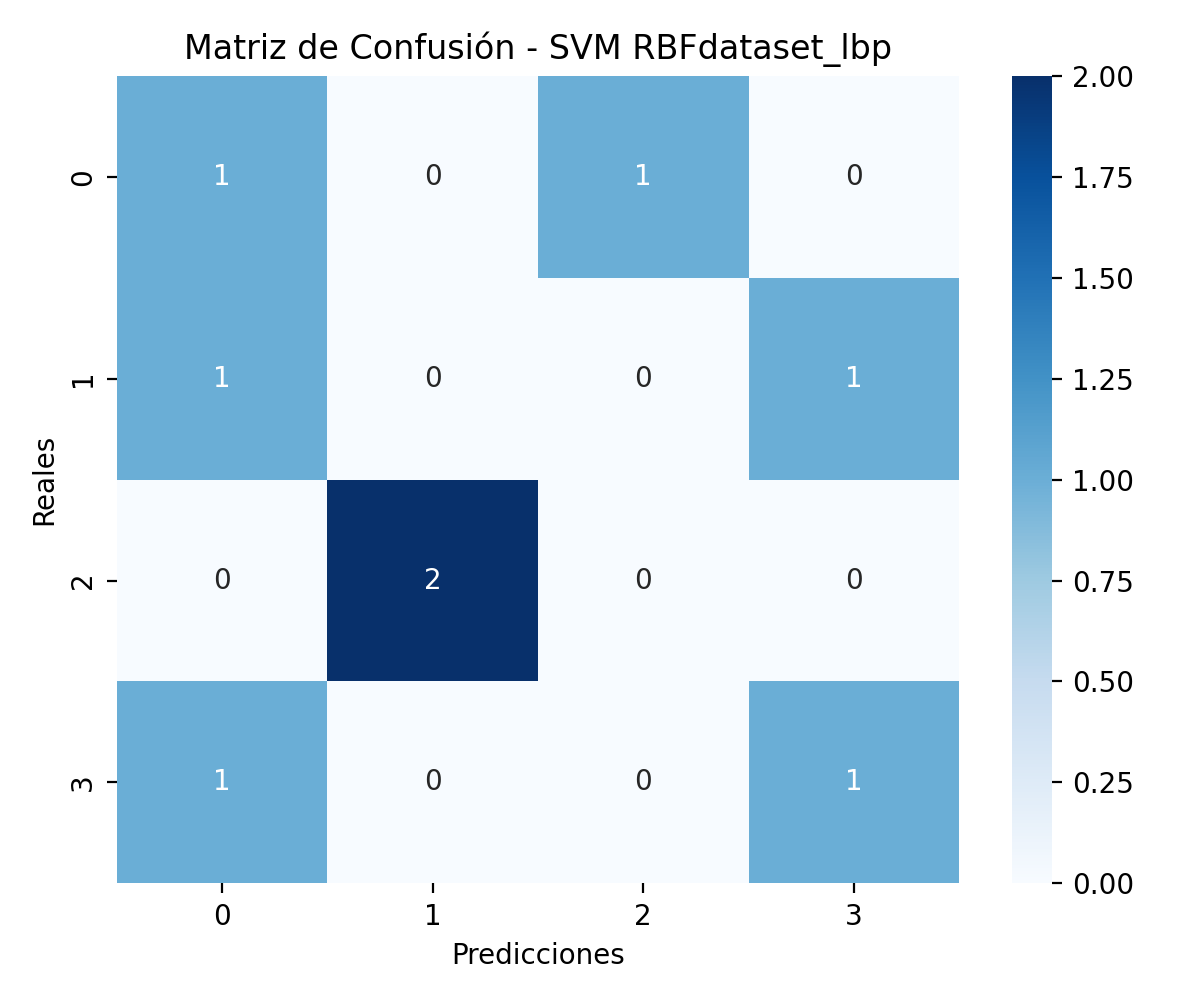 Matriz de Confusión - SVM RBFdataset_lbp
2.00
1.75
1.50
1.25
1.00
0.75
0.50
0.25
0.00
Reales
0 1 0 1 0
1 1 0 0 1
2 0 2 0 0
3 1 0 0 1
0 1 2 3
Predicciones